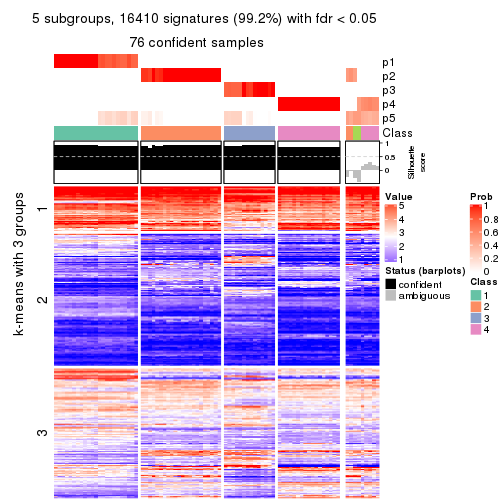 5 subgroups, 16410 signatures (99.2%) with fdr < 0.05
76 confident samples
p1
p2
p3
p4
p5
Class
1
0.5
0
Silhouette
score
k-means with 3 groups
1
2
3
Value
5
4
3
2
1
Status (barplots)
confident
ambiguous
Prob
1
0.8
0.6
0.4
0.2
0
Class
1
2
3
4